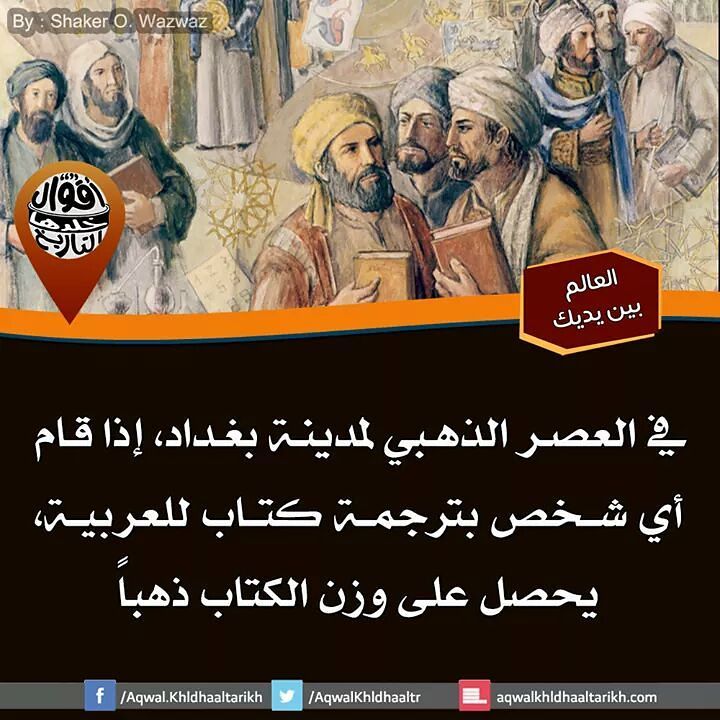 By : Shaker O. Wazwaz
أقوال
خلدها
التاريخ
العالم
بين يديك
في العصر الذهبي لمدينة بغداد، إذا قام
أي شخص بترجمة كتاب للعربية،
يحصل على وزن الكتاب ذهباً
/Aqwal.Khldhaaltarikh
/AqwalKhldhaaltr
aqwalkhldhaaltarikh.com